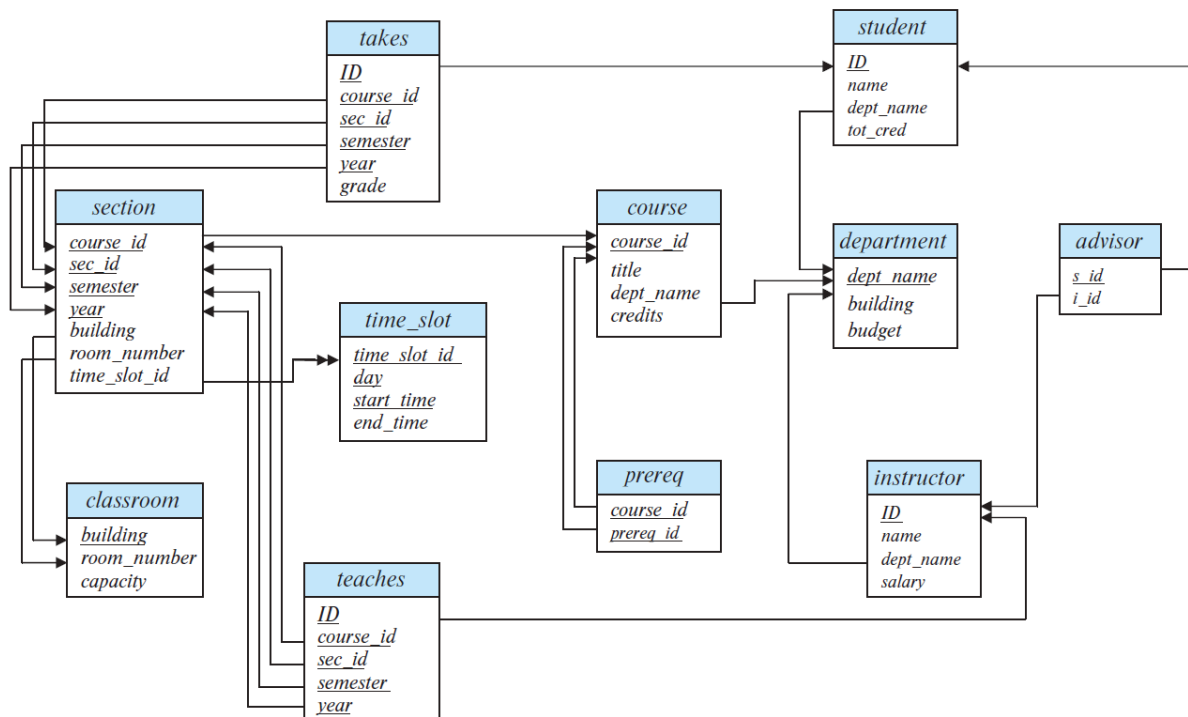 takes
ID
course_id
sec_id
semester
year
grade
student
ID
name
dept_name
tot_cred
section
course_id
sec_id
semester
year
building
room_number
time_slot_id
course
course_id
title
dept_name
credits
department
dept_name
building
budget
advisor
s_id
i_id
time_slot
time_slot_id
day
start_time
end_time
prereq
course_id
prereq_id
instructor
ID
name
dept_name
salary
classroom
building
room_number
capacity
teaches
ID
course_id
sec_id
semester
year